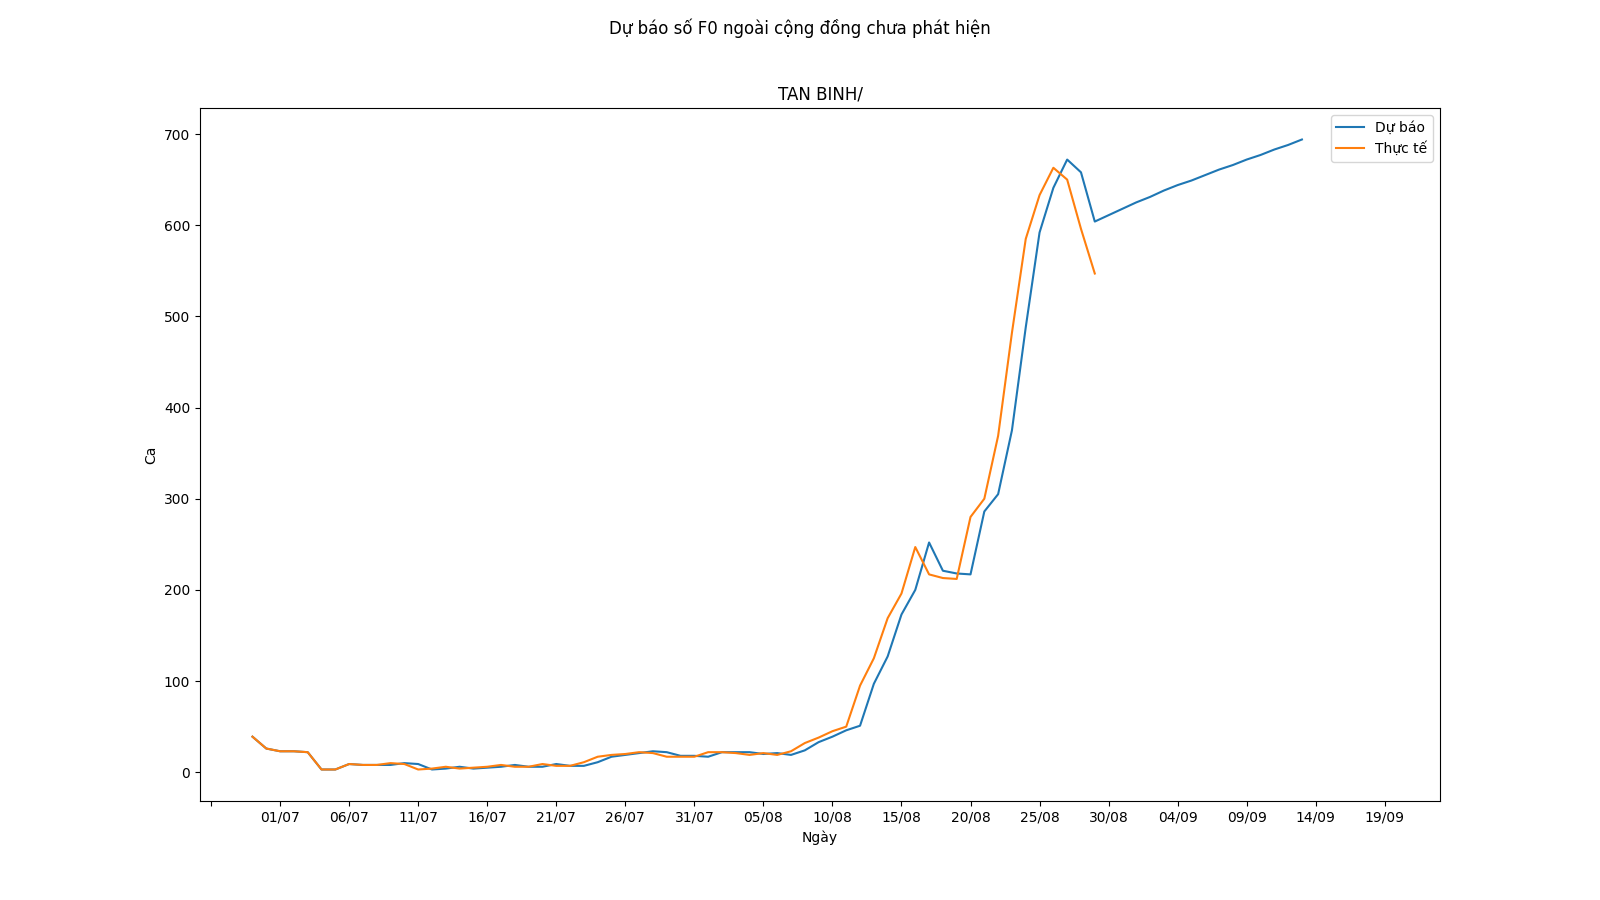 Dự báo số F0 ngoài cộng đồng chưa phát hiện
TAN BINH/
Dự báo
Thực tế
700
600
500
400
300
200
100
0
Ca
01/07 06/07 11/07 16/07 21/07 26/07 31/07 05/08 10/08 15/08 20/08 25/08 30/08 04/09 09/09 14/09 19/09
Ngày